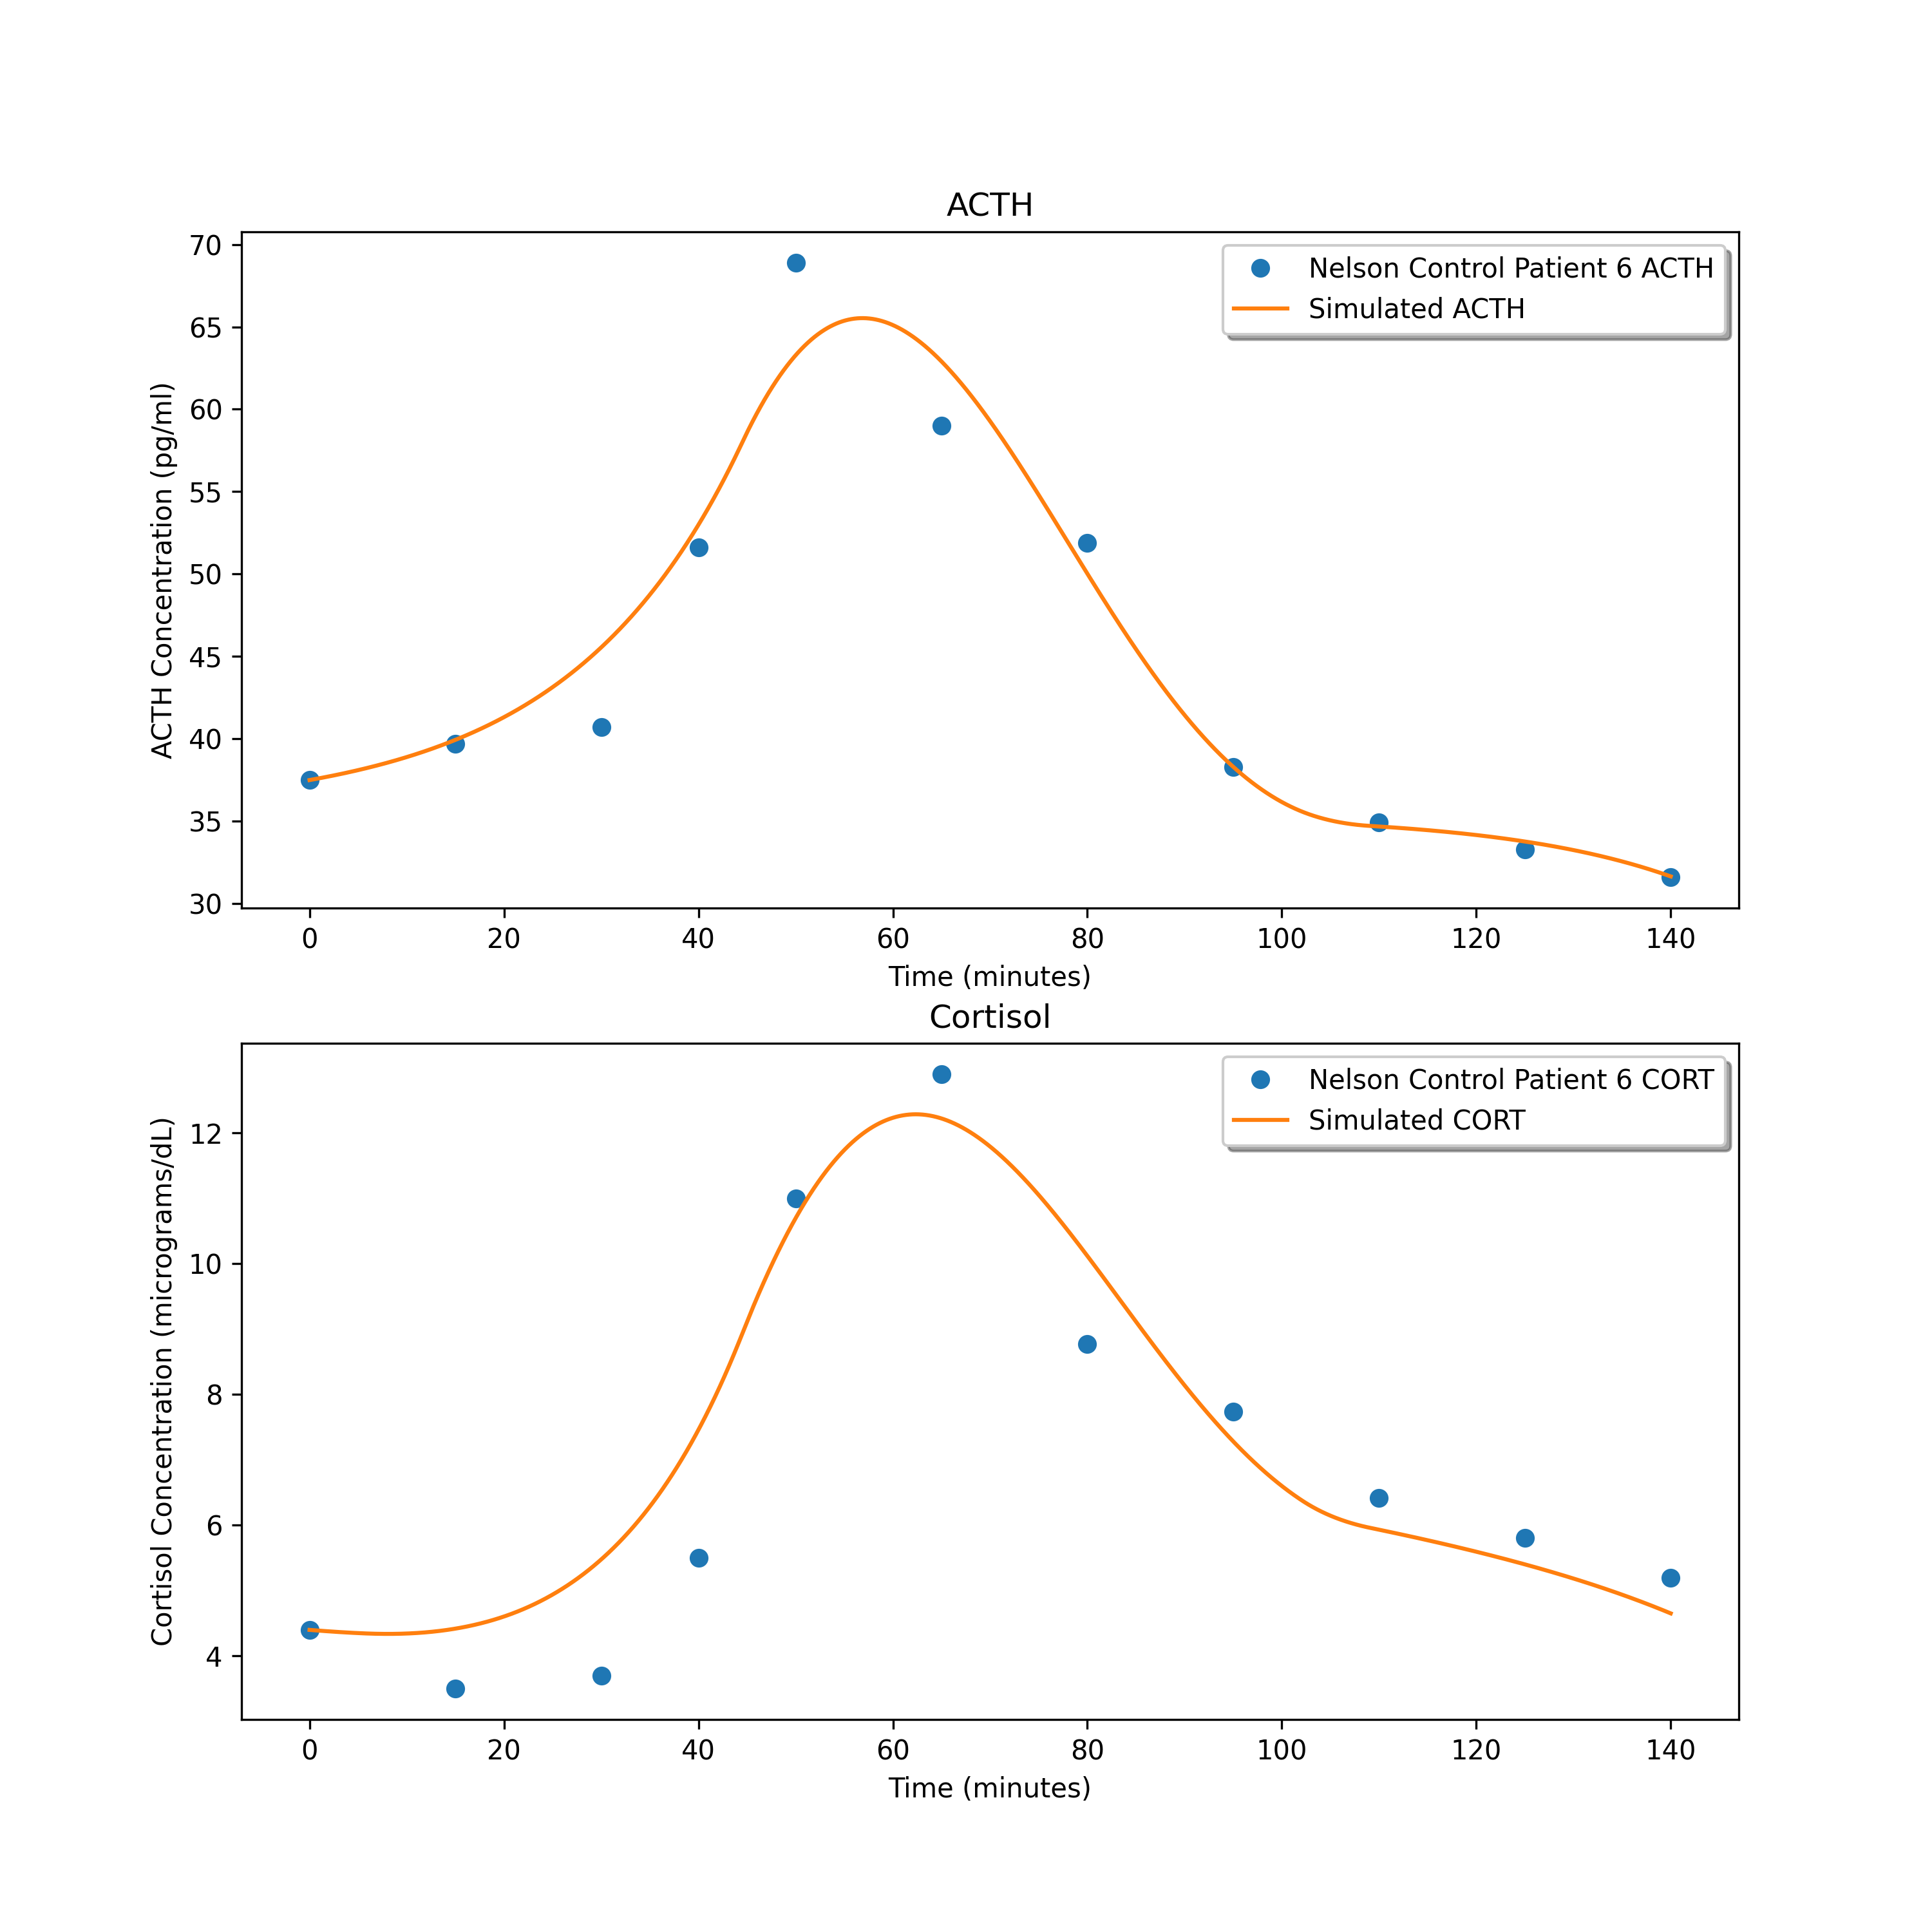 ACTH
70
65
60
55
50
45
40
35
30
ACTH Concentration (pg/ml)
Nelson Control Patient 6 ACTH
Simulated ACTH
0 20 40 60 80 100 120 140
Time (minutes)
Cortisol
12
10
8
6
4
Cortisol Concentration (micrograms/dL)
Nelson Control Patient 6 CORT
Simulated CORT
0 20 40 60 80 100 120 140
Time (minutes)